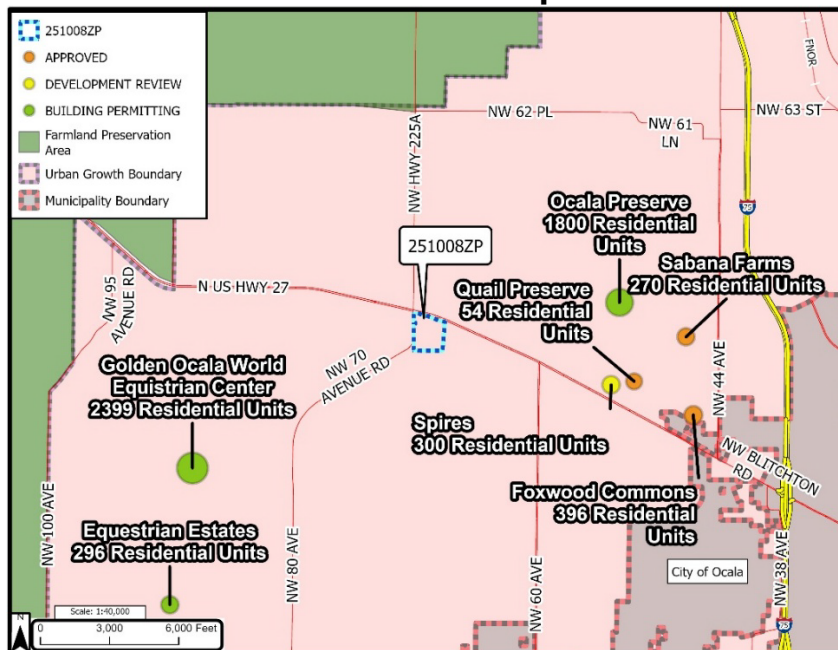 251008ZP
APPROVED
DEVELOPMENT REVIEW
BUILDING PERMITTING
Farmland Preservation
Area
Urban Growth Boundary
Municipality Boundary
NW HWY 225A
NW 62 PL
NW 61
LN
NW 63 ST
FNOR
75
NW 95
AVENUE RD
N US HWY 27
251008ZP
Ocala Preserve
1800 Residential
Units
Sabana Farms
270 Residential Units
Quail Preserve
54 Residential
Units
NW 44 AVE
NW 70
AVENUE RD
Golden Ocala World
Equistrian Center
2399 Residential Units
Spires
300 Residential Units
NW BLITCHTON
RD
Foxwood Commons
396 Residential
Units
NW 100 AVE
Equestrian Estates
296 Residential Units
NW 80 AVE
NW 60 AVE
City of Ocala
NW 38 AVE
75
N
Scale: 1:40,000
0 3,000 6,000 Feet